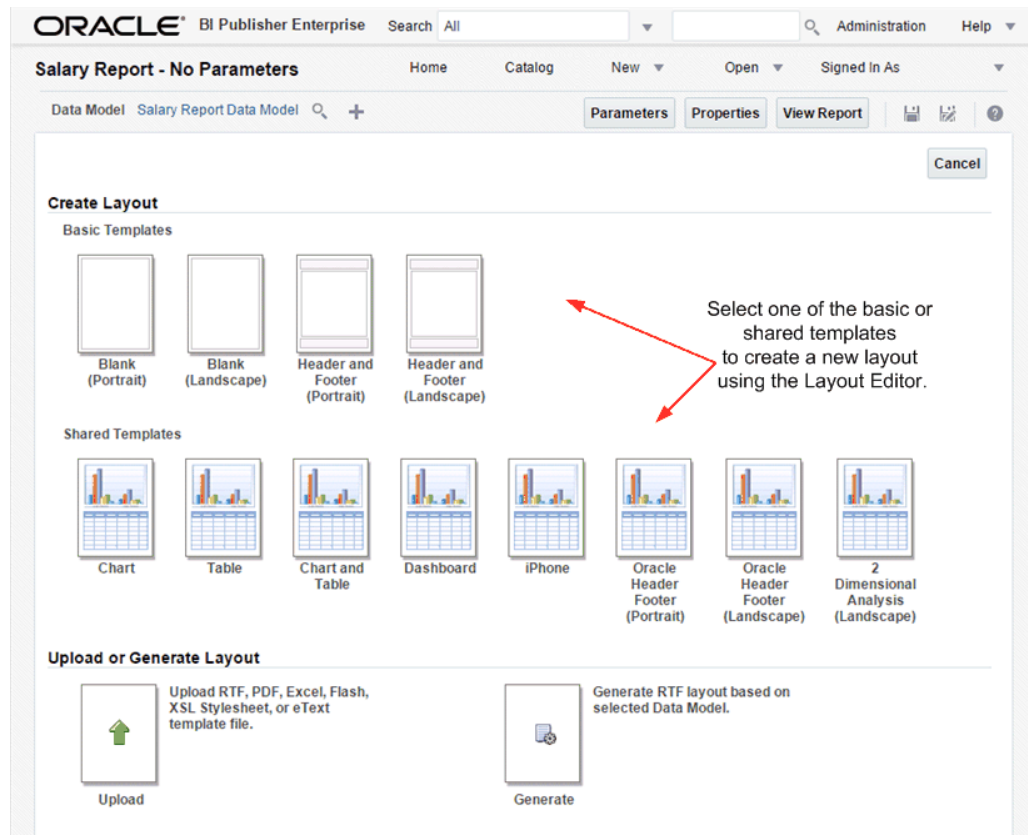 ORACLE® BI Publisher Enterprise Search All Administration Help
Salary Report - No Parameters Home Catalog New Open Signed In As
Data Model Salary Report Data Model Parameters Properties View Report
Cancel
Create Layout
Basic Templates
Blank
(Portrait)
Blank
(Landscape)
Header and
Footer
(Portrait)
Header and
Footer
(Landscape)
Select one of the basic or
shared templates
to create a new layout
using the Layout Editor.
Shared Templates
Chart
Table
Chart and
Table
Dashboard
iPhone
Oracle
Header
Footer
(Portrait)
Oracle
Header
Footer
(Landscape)
2
Dimensional
Analysis
(Landscape)
Upload or Generate Layout
Upload RTF, PDF, Excel, Flash,
XSL Stylesheet, or eText
template file.
Upload
Generate RTF layout based on
selected Data Model.
Generate